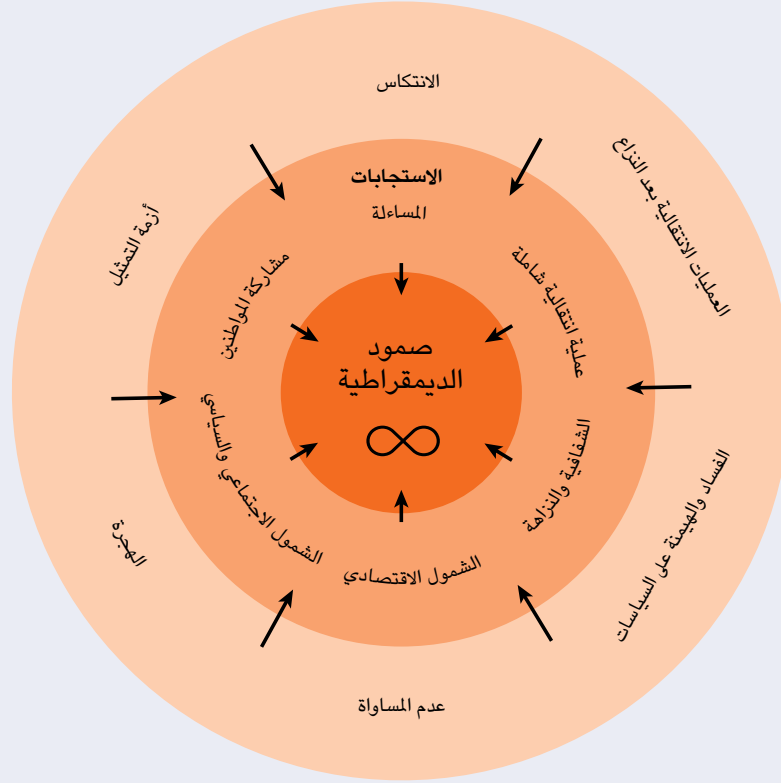 الانتكاس
العمليات الانتقالية بعد النزاع
الفساد والهيمنة على السياسات
عدم المساواة
الهجرة
أزمة التمثيل
الاستجابات
المساءلة
عملية انتقالية شاملة
الشفافية والنزاهة
الشمول الاقتصادي
الشمول الاجتماعي والسياسي
مشاركة المواطنين
صمود
الديمقراطية